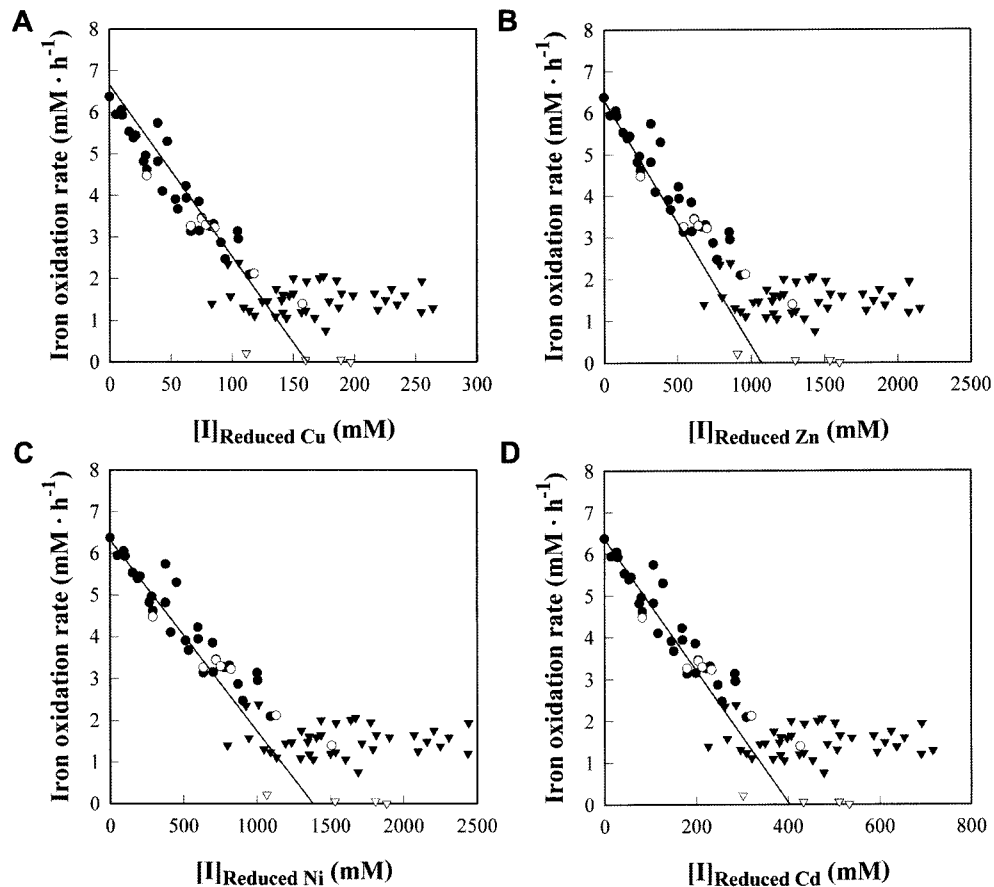 A
Iron oxidation rate (mM · h⁻¹)
8
7
6
5
4
3
2
1
0
0 50 100 150 200 250 300
[I]Reduced Cu (mM)
B
Iron oxidation rate (mM · h⁻¹)
8
7
6
5
4
3
2
1
0
0 500 1000 1500 2000 2500
[I]Reduced Zn (mM)
C
Iron oxidation rate (mM · h⁻¹)
8
7
6
5
4
3
2
1
0
0 500 1000 1500 2000 2500
[I]Reduced Ni (mM)
D
Iron oxidation rate (mM · h⁻¹)
8
7
6
5
4
3
2
1
0
0 200 400 600 800
[I]Reduced Cd (mM)